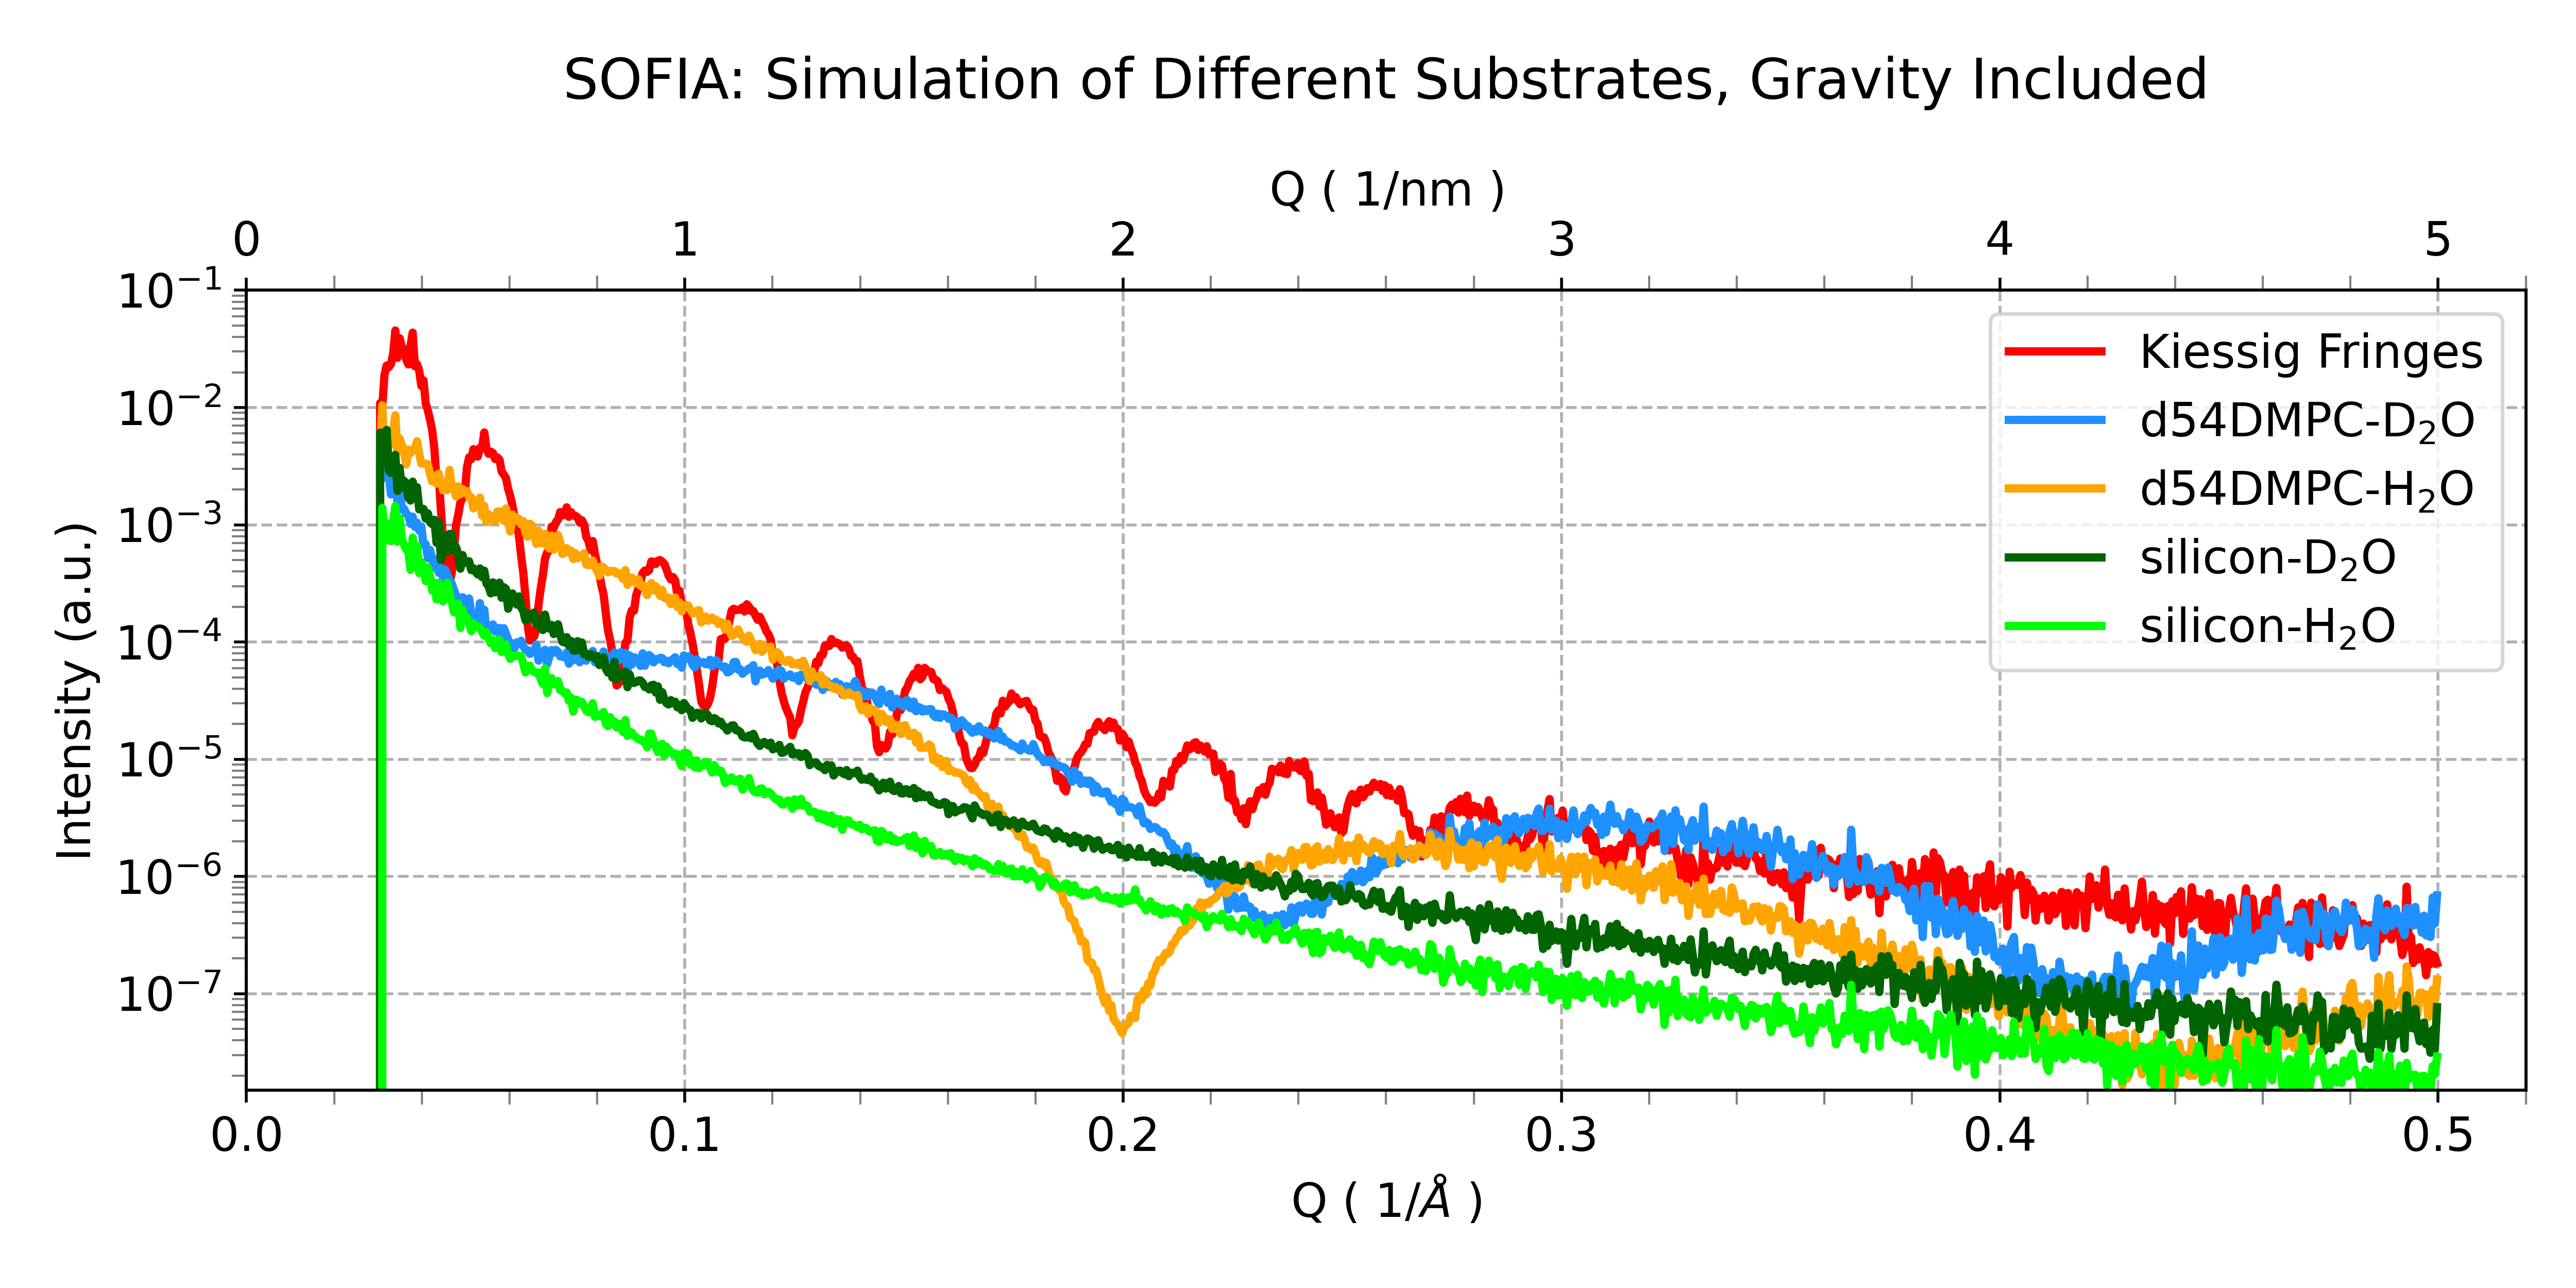 SOFIA: Simulation of Different Substrates, Gravity Included
Q ( 1/nm )
0 1 2 3 4 5
10⁻¹
10⁻²
10⁻³
10⁻⁴
10⁻⁵
10⁻⁶
10⁻⁷
Intensity (a.u.)
Kiessig Fringes
d54DMPC-D₂O
d54DMPC-H₂O
silicon-D₂O
silicon-H₂O
0.0 0.1 0.2 0.3 0.4 0.5
Q ( 1/Å )